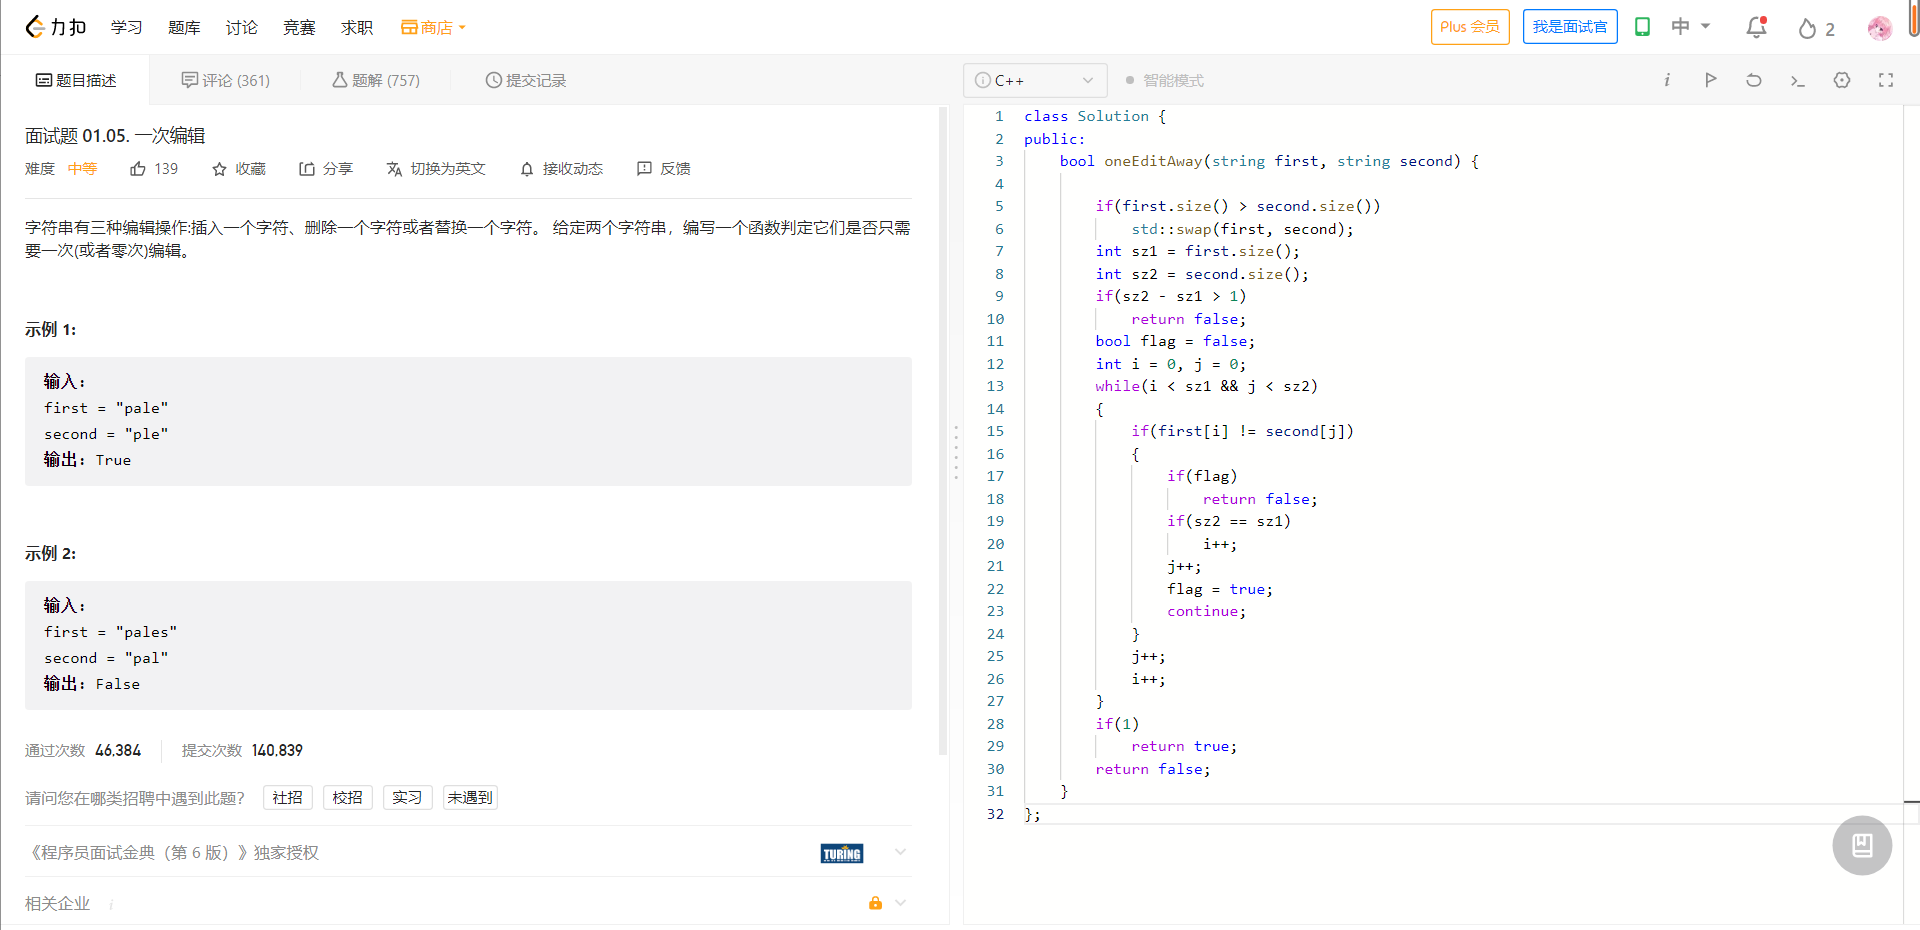 力扣 学习 题库 讨论 竞赛 求职 商店 Plus 会员 我是面试官 中 2
题目描述 评论 (361) 题解 (757) 提交记录 C++ 智能模式
面试题 01.05. 一次编辑
难度 中等 139 收藏 分享 切换为英文 接收动态 反馈
字符串有三种编辑操作:插入一个字符、删除一个字符或者替换一个字符。 给定两个字符串，编写一个函数判定它们是否只需
要一次(或者零次)编辑。
示例 1:
输入：
first = "pale"
second = "ple"
输出：True
示例 2:
输入：
first = "pales"
second = "pal"
输出：False
通过次数 46,384 提交次数 140,839
请问您在哪类招聘中遇到此题？ 社招 校招 实习 未遇到
《程序员面试金典（第 6 版）》独家授权 TURING
相关企业 i
1 class Solution {
2 public:
3 bool oneEditAway(string first, string second) {
4
5 if(first.size() > second.size())
6 std::swap(first, second);
7 int sz1 = first.size();
8 int sz2 = second.size();
9 if(sz2 - sz1 > 1)
10 return false;
11 bool flag = false;
12 int i = 0, j = 0;
13 while(i < sz1 && j < sz2)
14 {
15 if(first[i] != second[j])
16 {
17 if(flag)
18 return false;
19 if(sz2 == sz1)
20 i++;
21 j++;
22 flag = true;
23 continue;
24 }
25 j++;
26 i++;
27 }
28 if(1)
29 return true;
30 return false;
31 }
32 };